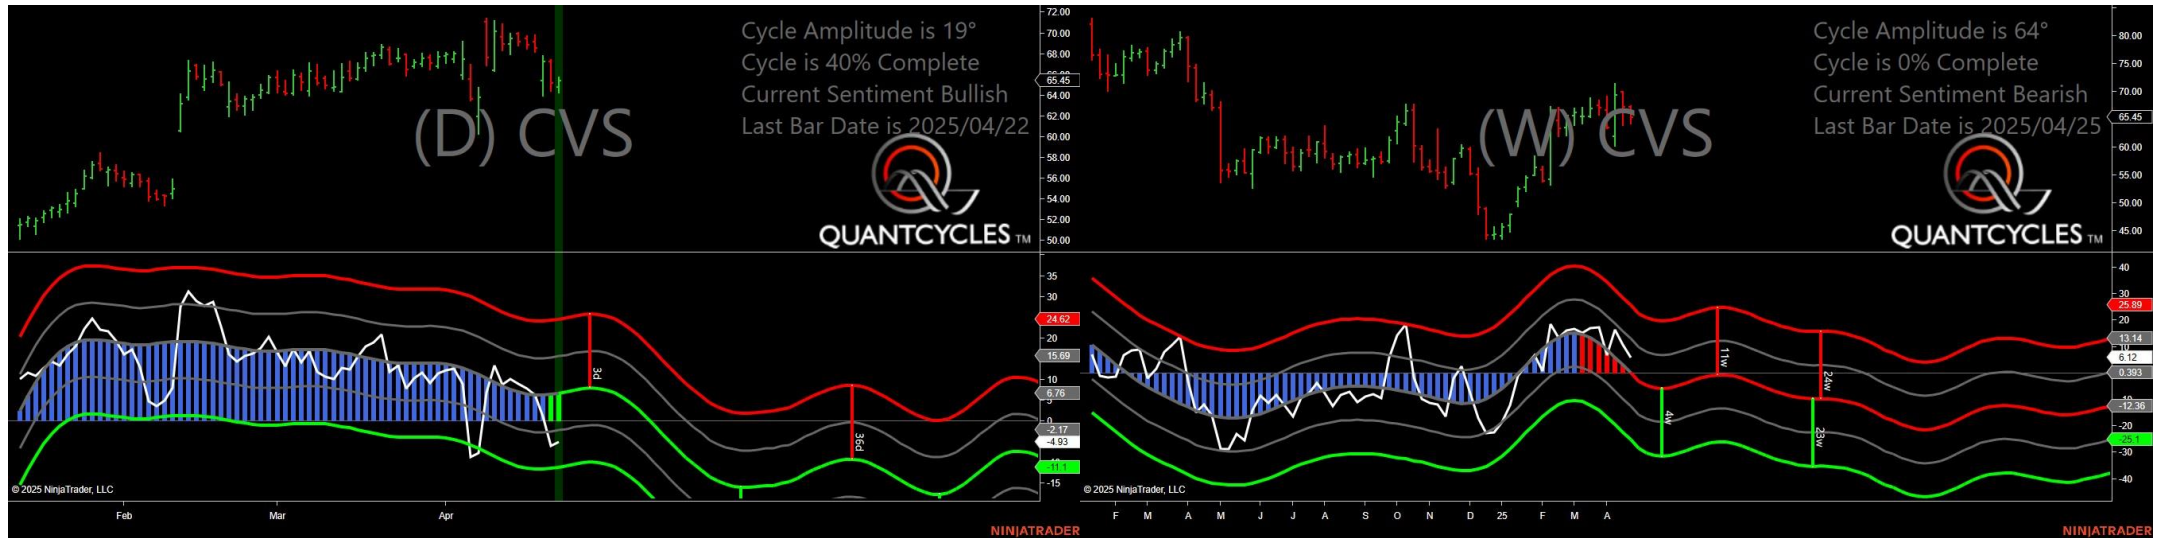 Cycle Amplitude is 19°
Cycle is 40% Complete
Current Sentiment Bullish
Last Bar Date is 2025/04/22
(D) CVS
QUANTCYCLES TM
72.00
70.00
68.00
65.45
64.00
62.00
60.00
58.00
56.00
54.00
52.00
50.00
35
30
24.62
20
15.69
10
6.76
0
-2.17
-4.93
-11.1
-15
3d
36d
© 2025 NinjaTrader, LLC
Feb Mar Apr
NINJATRADER
Cycle Amplitude is 64°
Cycle is 0% Complete
Current Sentiment Bearish
Last Bar Date is 2025/04/25
(W) CVS
QUANTCYCLES TM
80.00
75.00
70.00
65.45
60.00
55.00
50.00
45.00
40
30
25.89
20
13.14
6.12
0.393
-12.36
-20
-25.1
-30
-40
11w
24w
4w
23w
© 2025 NinjaTrader, LLC
F M A M J J A S O N D 25 F M A
NINJATRADER